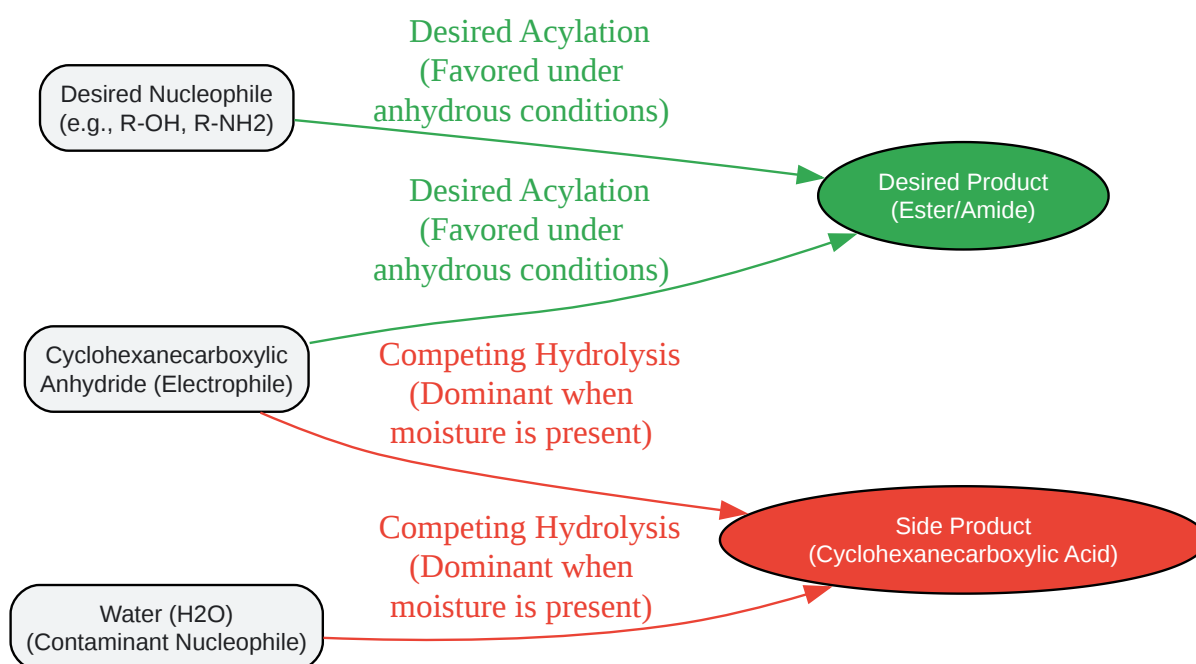 Desired Acylation
(Favored under
anhydrous conditions)
Desired Nucleophile
(e.g., R-OH, R-NH2)
Desired Product
(Ester/Amide)
Desired Acylation
(Favored under
anhydrous conditions)
Cyclohexanecarboxylic
Anhydride (Electrophile)
Competing Hydrolysis
(Dominant when
moisture is present)
Side Product
(Cyclohexanecarboxylic Acid)
Competing Hydrolysis
(Dominant when
moisture is present)
Water (H2O)
(Contaminant Nucleophile)